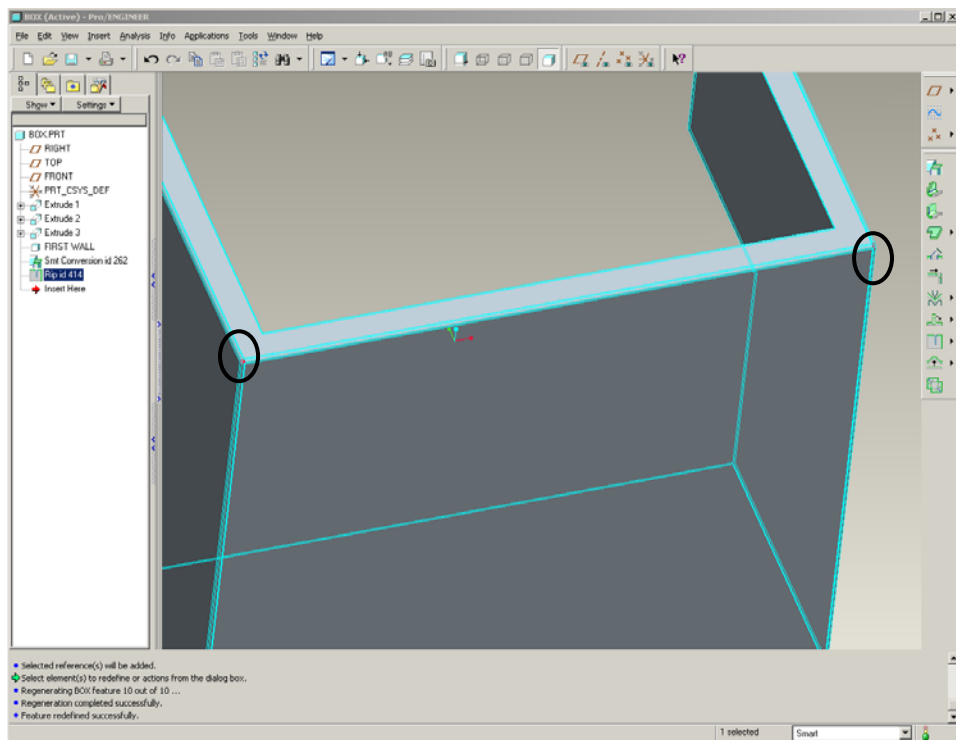 BOX (Active) - Pro/ENGINEER
File Edit View Insert Analysis Info Applications Tools Window Help
Show Settings
BOX.PRT
RIGHT
TOP
FRONT
PRT_CSYS_DEF
Extrude 1
Extrude 2
Extrude 3
FIRST WALL
Smt Conversion id 262
Rip id 414
Insert Here
Selected reference(s) will be added.
Select element(s) to redefine or actions from the dialog box.
Regenerating BOX feature 10 out of 10 ...
Regeneration completed successfully.
Feature redefined successfully.
1 selected Smart